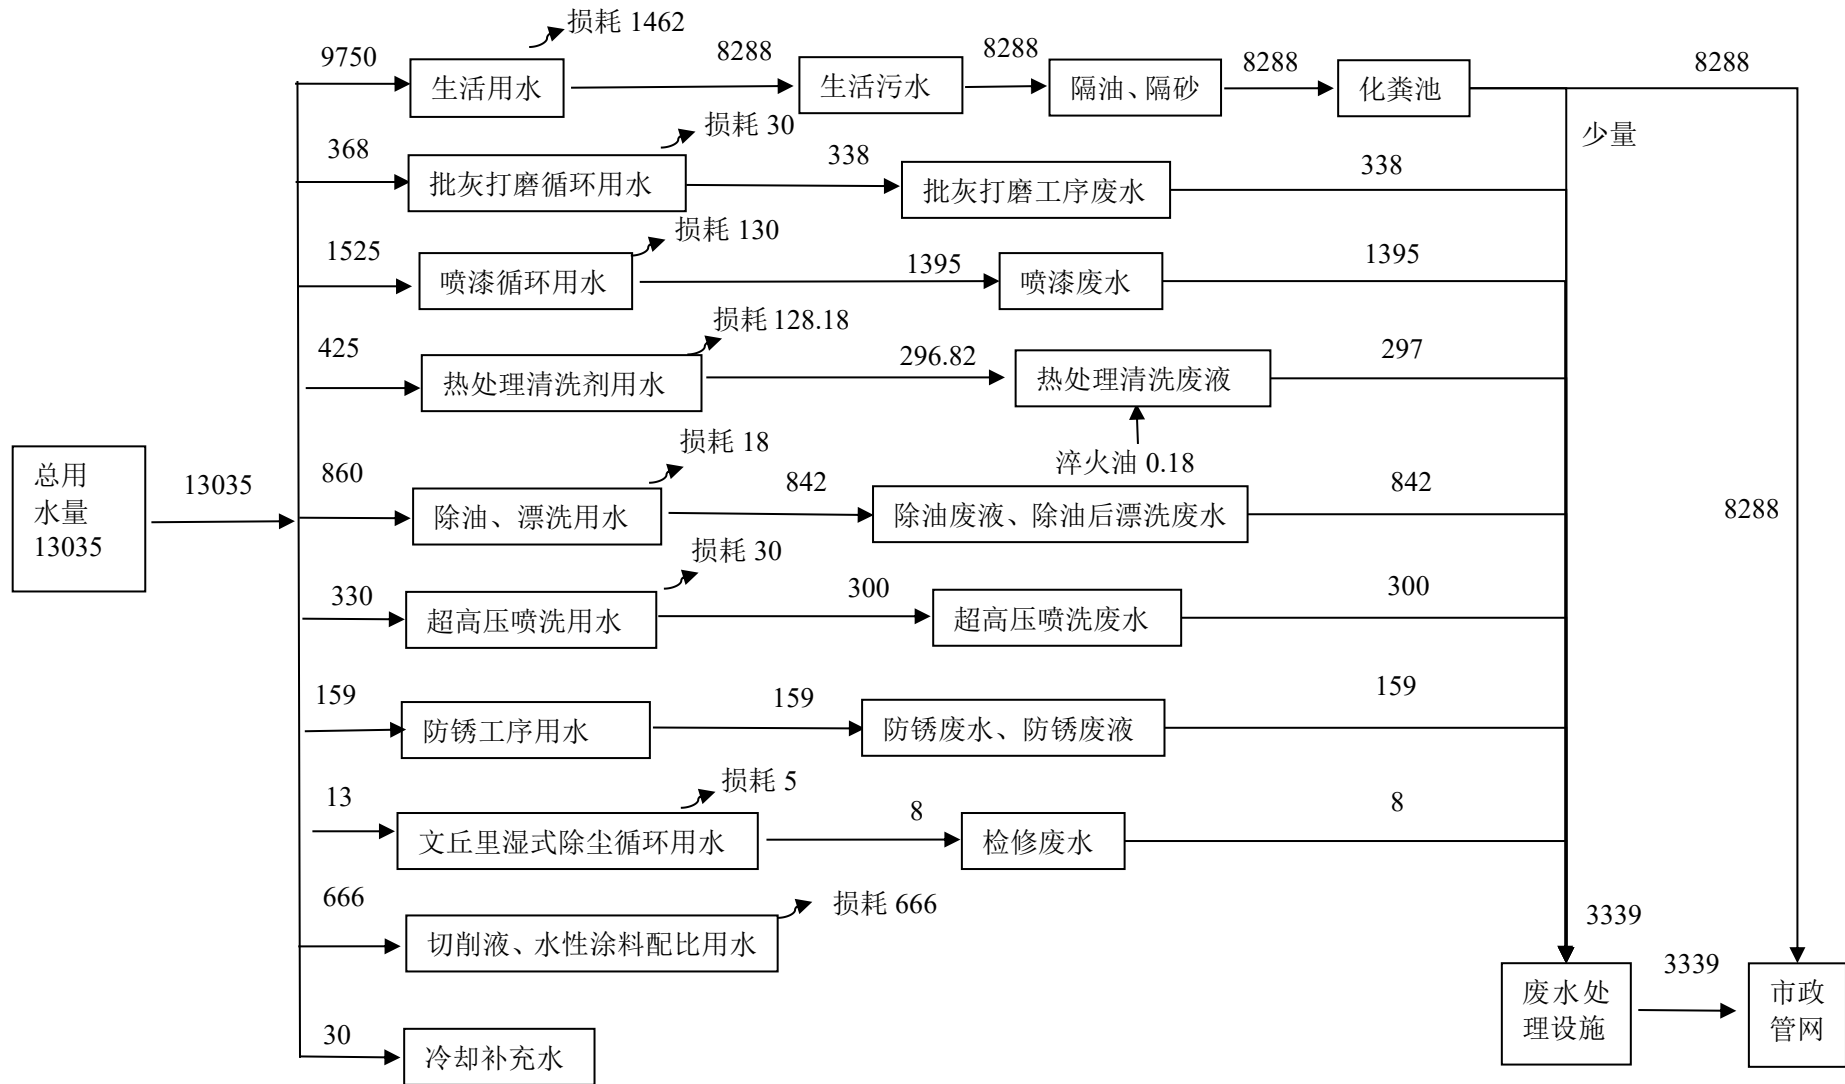 损耗 1462
9750
生活用水
8288
生活污水
8288
隔油、隔砂
8288
化粪池
8288
少量
损耗 30
368
批灰打磨循环用水
338
批灰打磨工序废水
338
损耗 130
1525
喷漆循环用水
1395
喷漆废水
1395
损耗 128.18
425
热处理清洗剂用水
296.82
热处理清洗废液
297
淬火油 0.18
总用
水量
13035
13035
损耗 18
860
除油、漂洗用水
842
除油废液、除油后漂洗废水
842
8288
损耗 30
330
超高压喷洗用水
300
超高压喷洗废水
300
159
防锈工序用水
159
防锈废水、防锈废液
159
损耗 5
13
文丘里湿式除尘循环用水
8
检修废水
8
损耗 666
666
切削液、水性涂料配比用水
3339
废水处
理设施
3339
市政
管网
30
冷却补充水